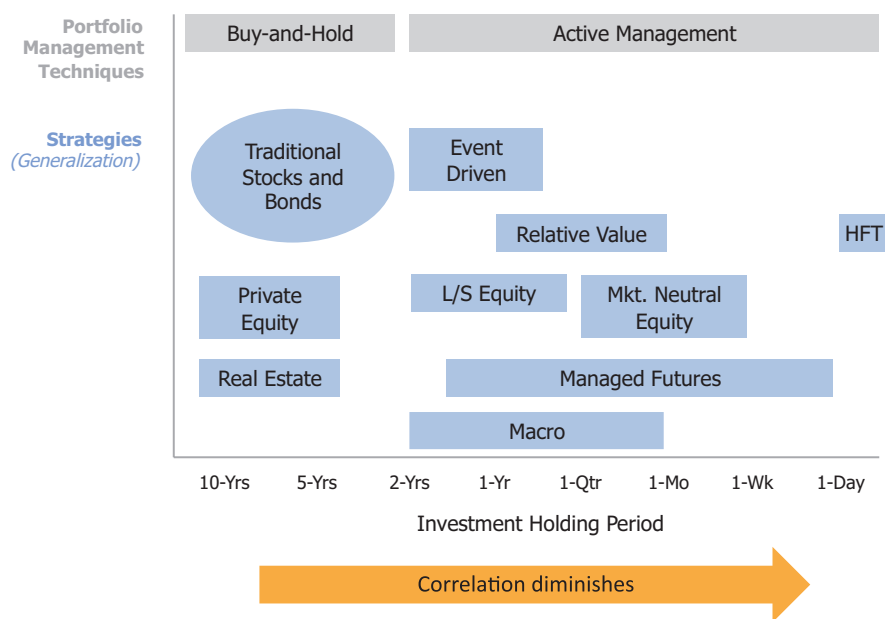 Portfolio
Management
Techniques
Buy-and-Hold
Active Management
Strategies
(Generalization)
Traditional
Stocks and
Bonds
Event
Driven
Relative Value
HFT
Private
Equity
L/S Equity
Mkt. Neutral
Equity
Real Estate
Managed Futures
Macro
10-Yrs 5-Yrs 2-Yrs 1-Yr 1-Qtr 1-Mo 1-Wk 1-Day
Investment Holding Period
Correlation diminishes